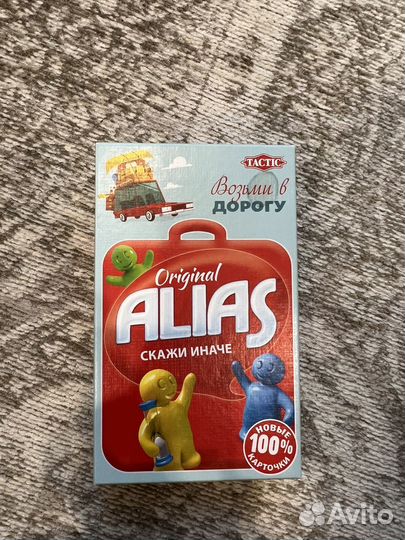 TACTIC
Возьми в
ДОРОГУ
Original
ALIAS
СКАЖИ ИНАЧЕ
НОВЫЕ
100%
КАРТОЧКИ
Avito